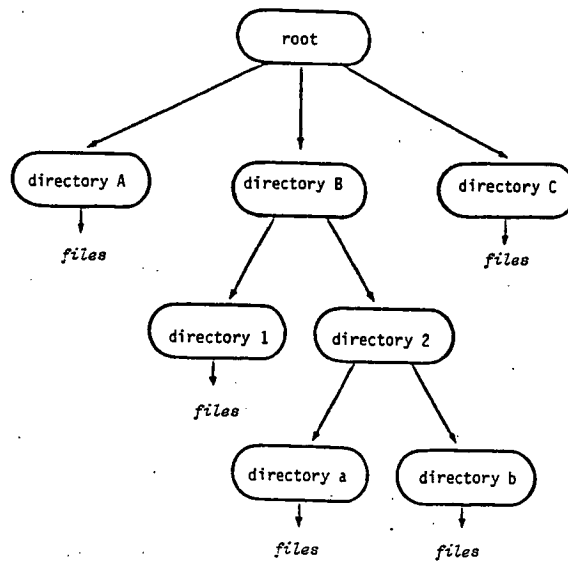 root
directory A
directory B
directory C
files
files
directory 1
directory 2
files
directory a
directory b
files
files